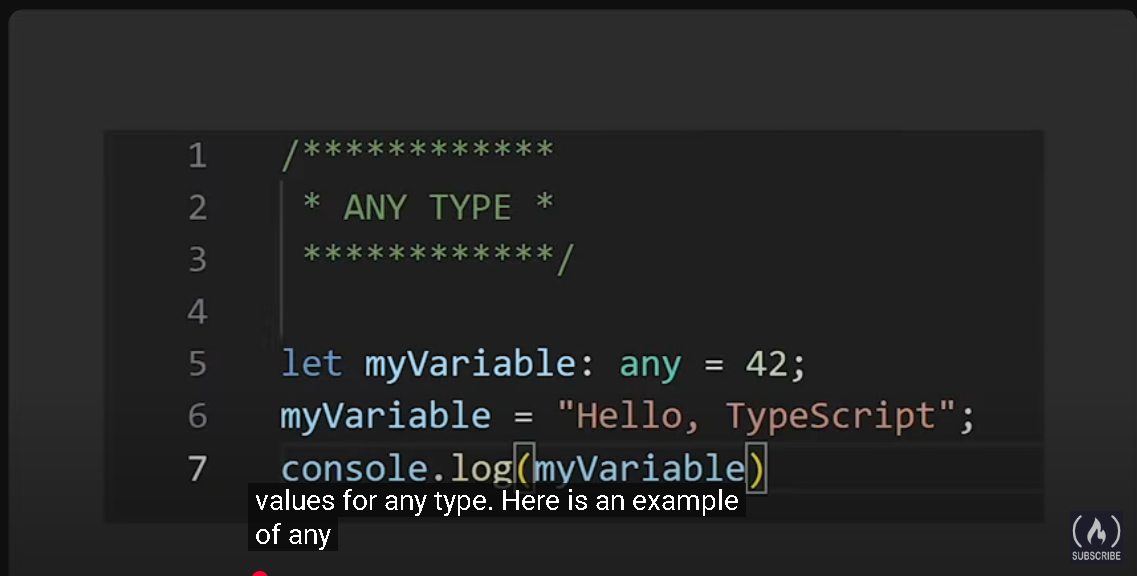 1 /************
2 * ANY TYPE *
3 ************/
4
5 let myVariable: any = 42;
6 myVariable = "Hello, TypeScript";
7 console.log(myVariable)
values for any type. Here is an example
of any
SUBSCRIBE